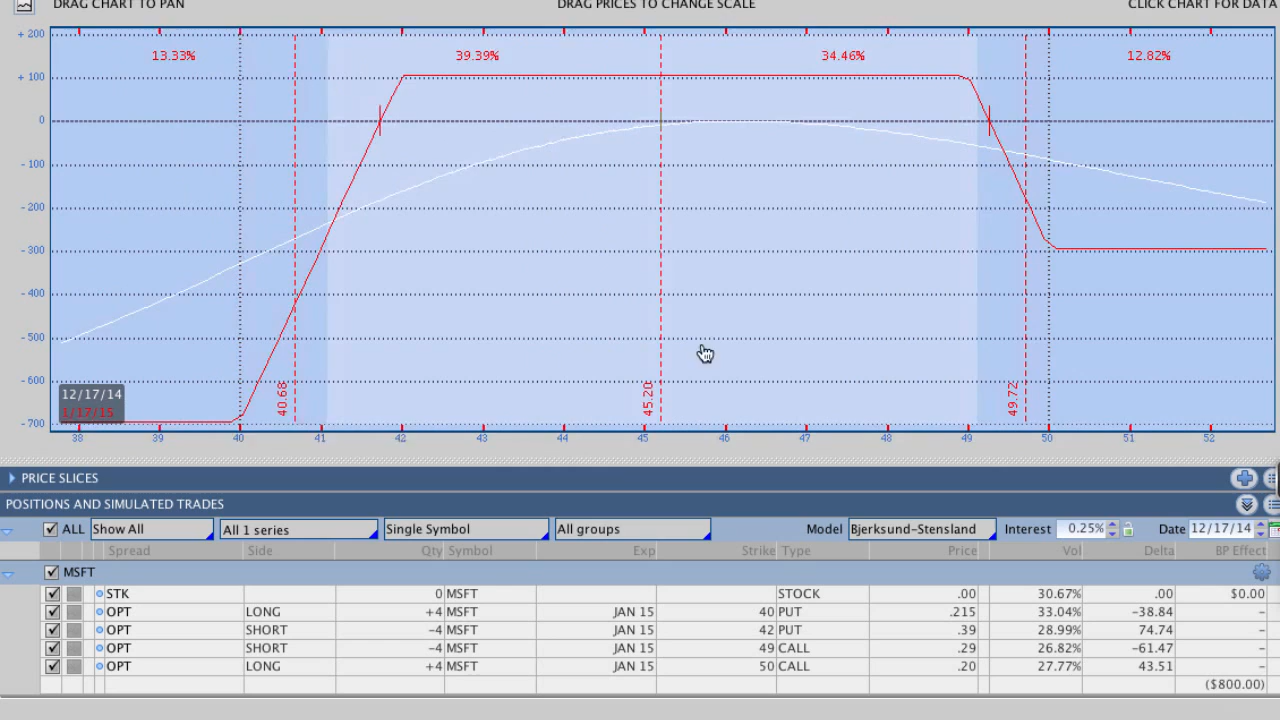 DRAG CHART TO PAN DRAG PRICES TO CHANGE SCALE CLICK CHART FOR DATA
+ 200
13.33% 39.39% 34.46% 12.82%
+ 100
0
- 100
- 200
- 300
- 400
- 500
- 600
40.68 45.20 49.72
12/17/14
1/17/15
- 700
38 39 40 41 42 43 44 45 46 47 48 49 50 51 52
PRICE SLICES
POSITIONS AND SIMULATED TRADES
ALL Show All All 1 series Single Symbol All groups Model Bjerksund-Stensland Interest 0.25% Date 12/17/14
Spread Side Qty Symbol Exp Strike Type Price Vol Delta BP Effect
MSFT
STK 0 MSFT STOCK .00 30.67% .00 $0.00
OPT LONG +4 MSFT JAN 15 40 PUT .215 33.04% -38.84 -
OPT SHORT -4 MSFT JAN 15 42 PUT .39 28.99% 74.74 -
OPT SHORT -4 MSFT JAN 15 49 CALL .29 26.82% -61.47 -
OPT LONG +4 MSFT JAN 15 50 CALL .20 27.77% 43.51 -
($800.00)